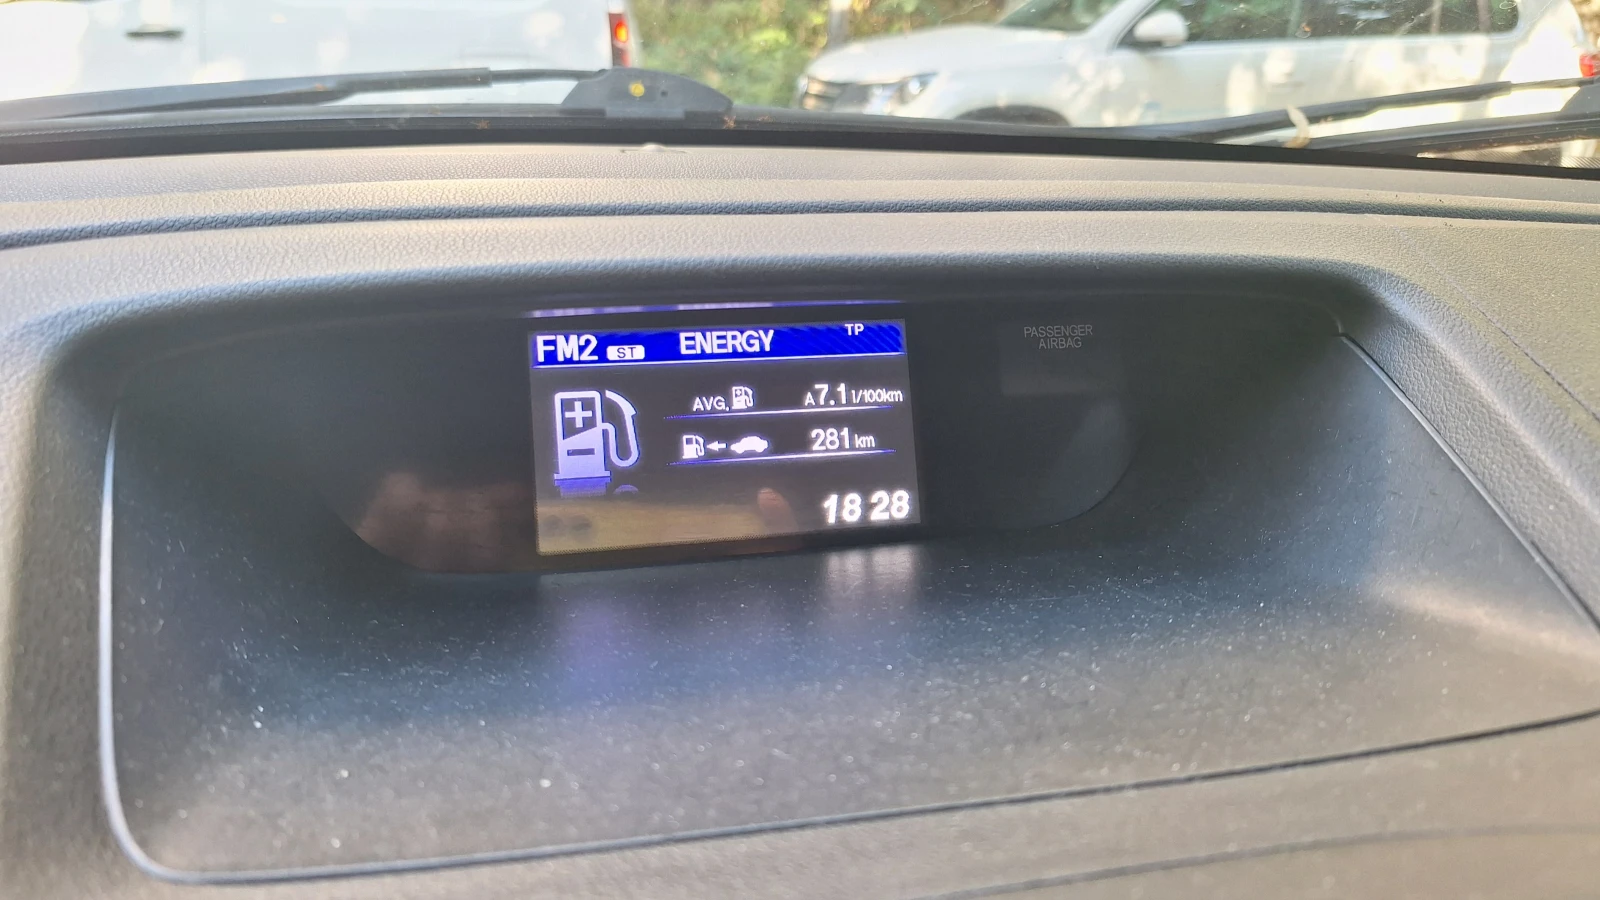 FM2 ST ENERGY TP
AVG. A7.1 l/100km
281 km
18 28
PASSENGER
AIRBAG